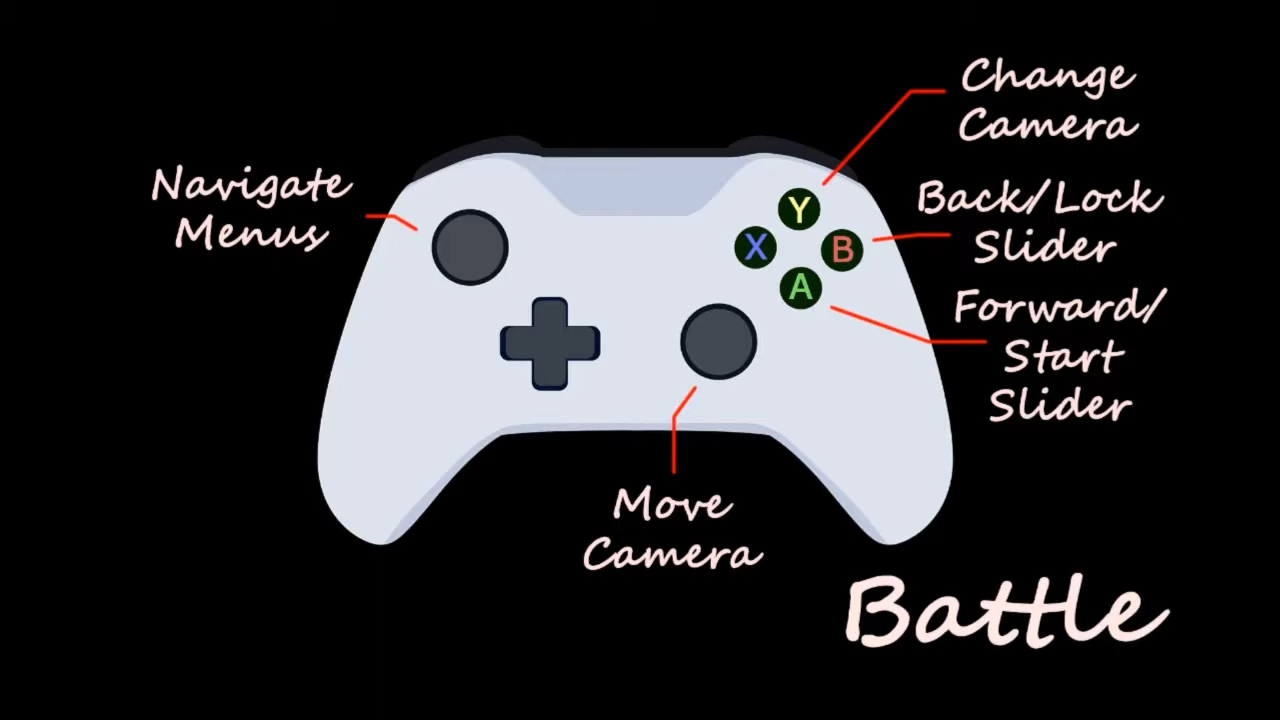 Change
Camera
Navigate
Menus
Back/Lock
Slider
Y
X
B
A
Forward/
Start
Slider
Move
Camera
Battle